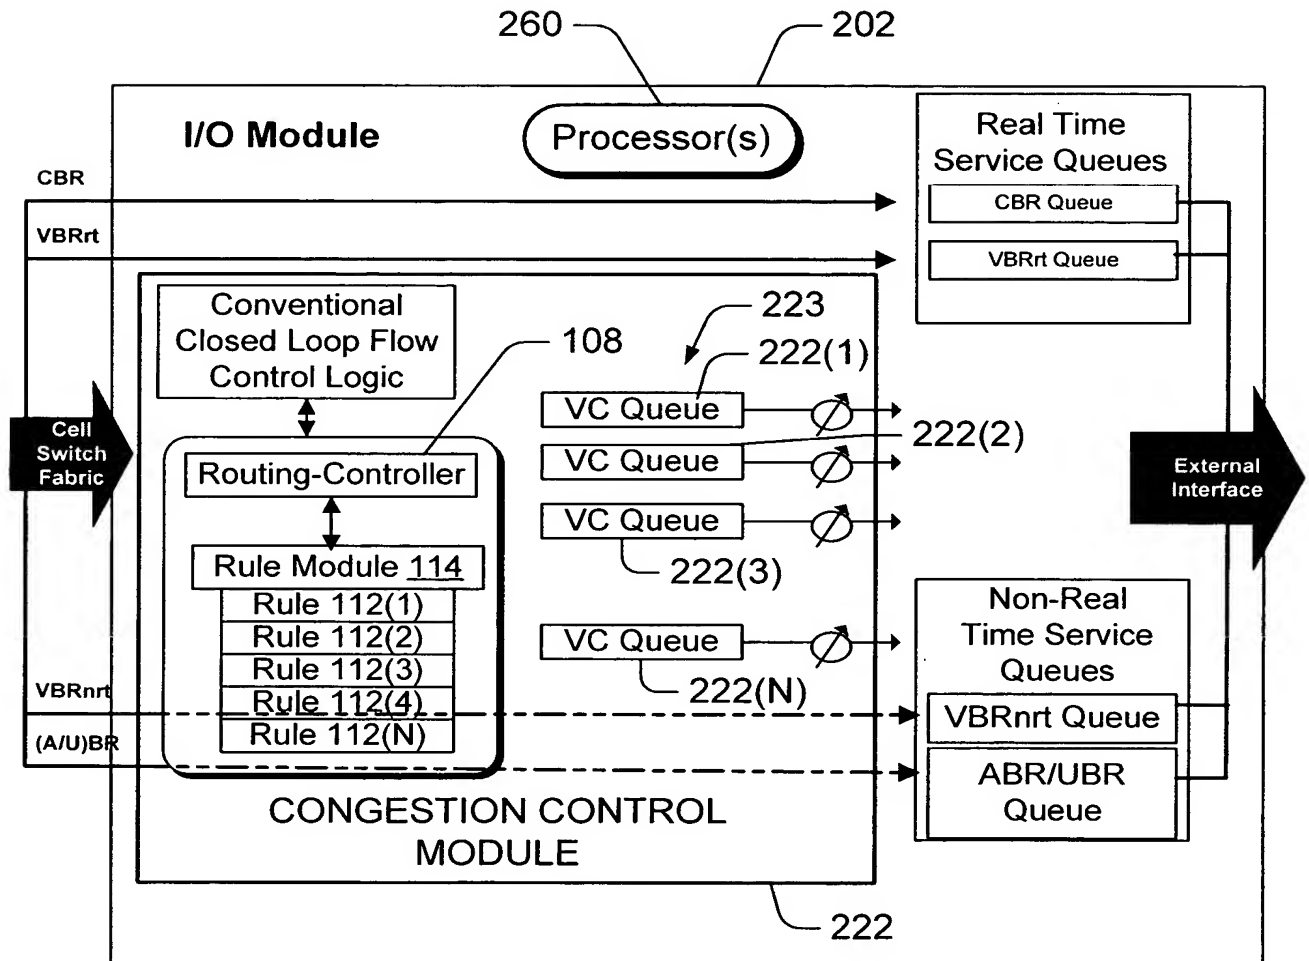 260
202
I/O Module
Processor(s)
Real Time
Service Queues
CBR
CBR Queue
VBRrt
VBRrt Queue
Conventional
Closed Loop Flow
Control Logic
108
223
222(1)
VC Queue
222(2)
VC Queue
VC Queue
222(3)
VC Queue
222(N)
Cell
Switch
Fabric
Routing-Controller
Rule Module 114
Rule 112(1)
Rule 112(2)
Rule 112(3)
Rule 112(4)
Rule 112(N)
External
Interface
Non-Real
Time Service
Queues
VBRnrt
VBRnrt Queue
(A/U)BR
ABR/UBR
Queue
CONGESTION CONTROL
MODULE
222